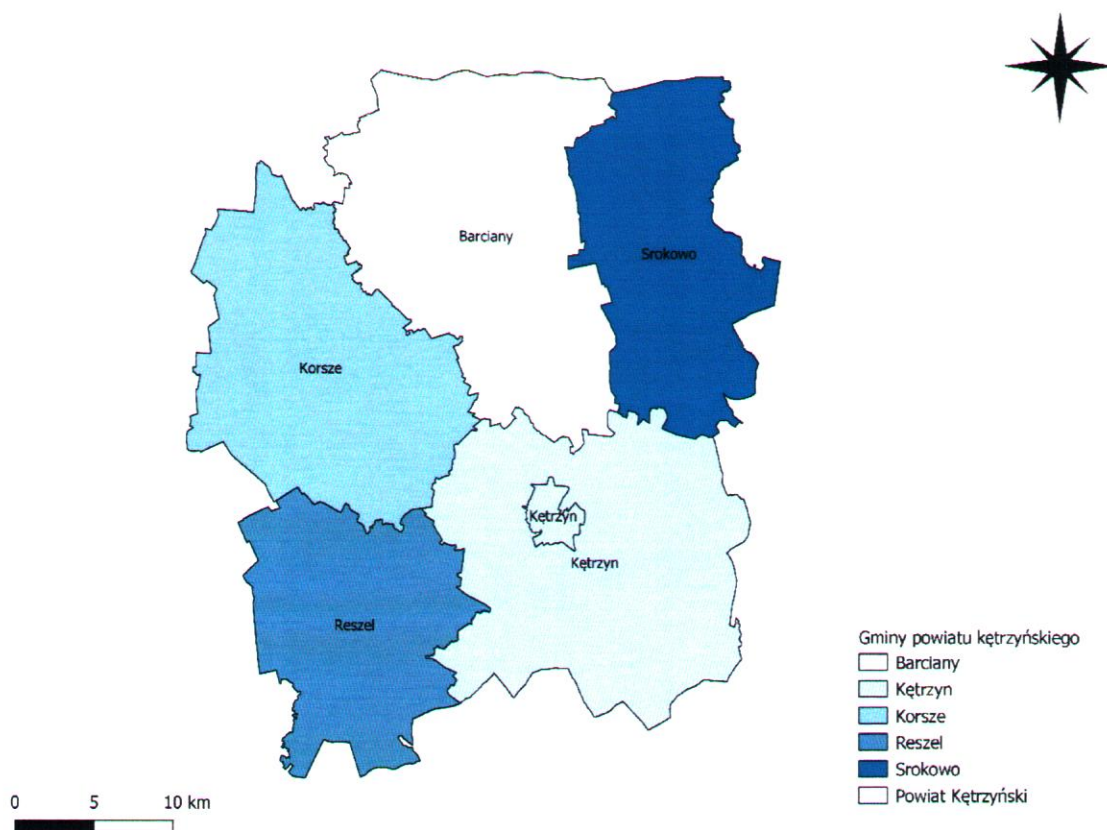 Barciany
Srokowo
Korsze
Kętrzyn
Kętrzyn
Reszel
Gminy powiatu kętrzyńskiego
Barciany
Kętrzyn
Korsze
Reszel
Srokowo
Powiat Kętrzyński
0 5 10 km